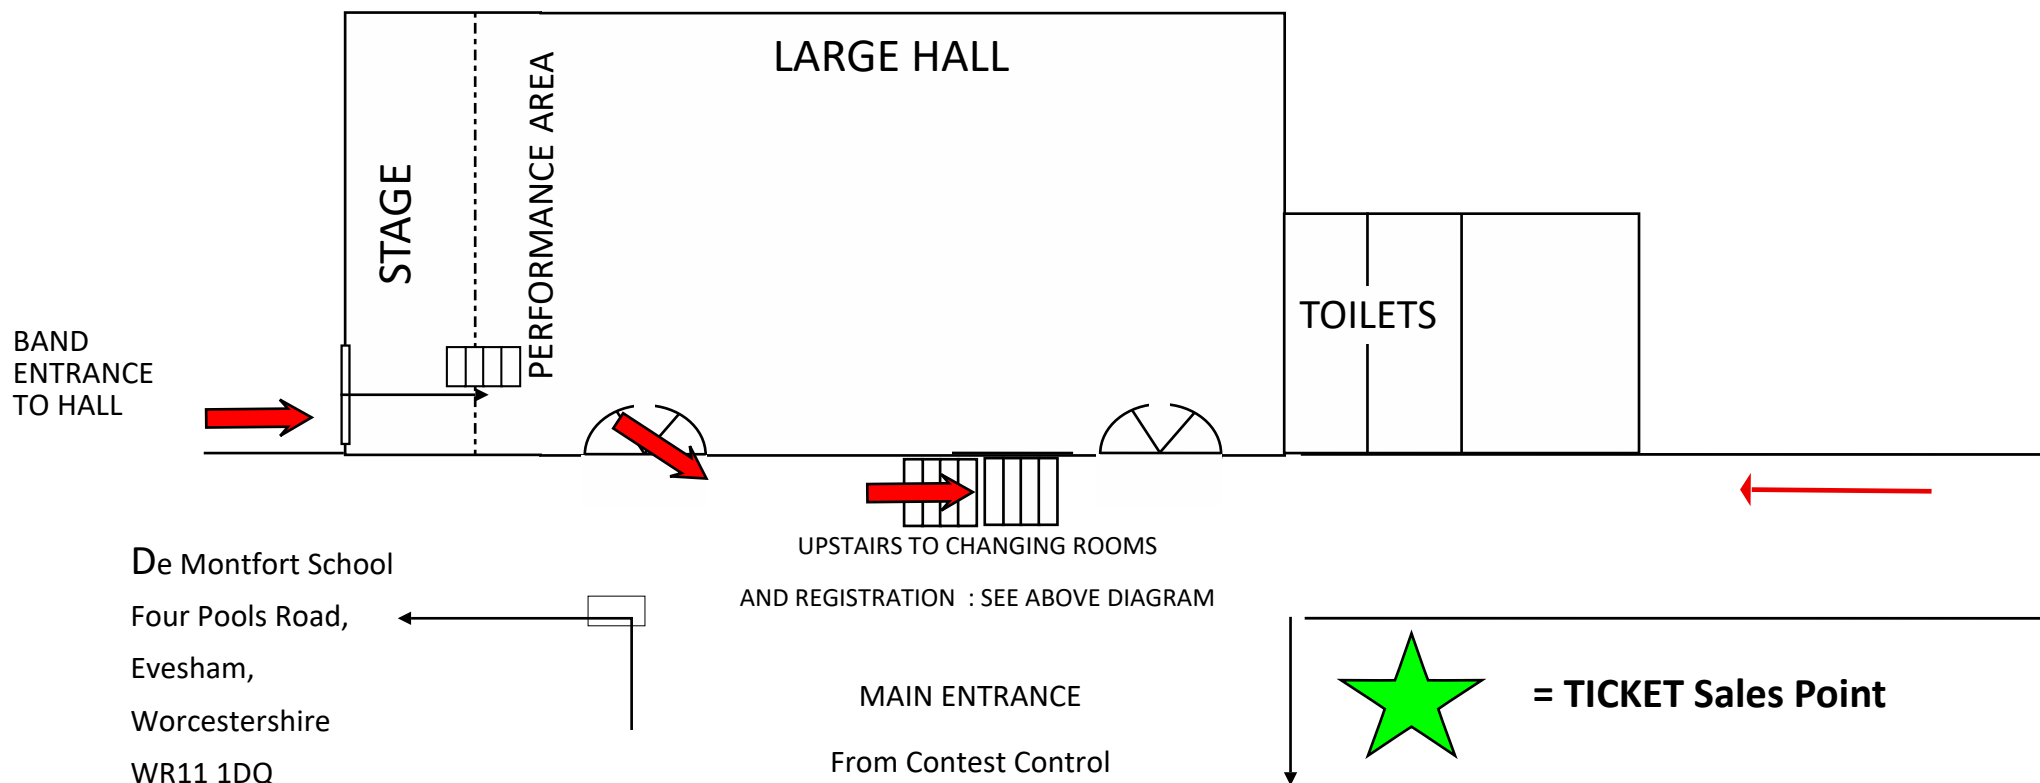 LARGE HALL
PERFORMANCE AREA
STAGE
TOILETS
BAND
ENTRANCE
TO HALL
UPSTAIRS TO CHANGING ROOMS
AND REGISTRATION : SEE ABOVE DIAGRAM
De Montfort School
Four Pools Road,
Evesham,
Worcestershire
WR11 1DQ
MAIN ENTRANCE
From Contest Control
= TICKET Sales Point